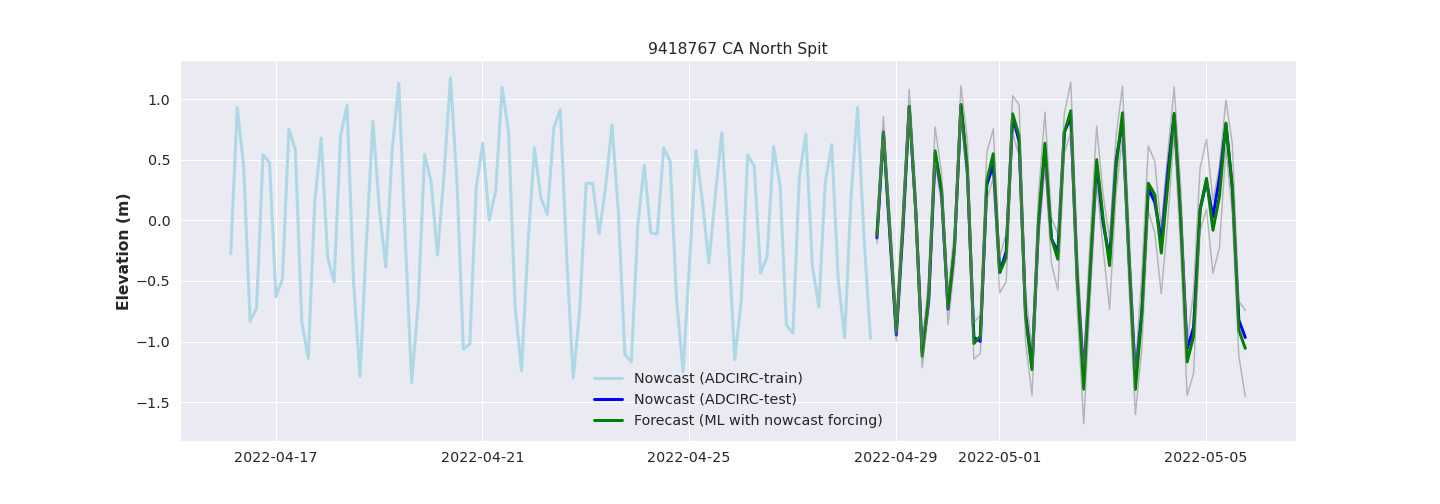 9418767 CA North Spit
Elevation (m)
1.0
0.5
0.0
−0.5
−1.0
−1.5
Nowcast (ADCIRC-train)
Nowcast (ADCIRC-test)
Forecast (ML with nowcast forcing)
2022-04-17 2022-04-21 2022-04-25 2022-04-29 2022-05-01 2022-05-05